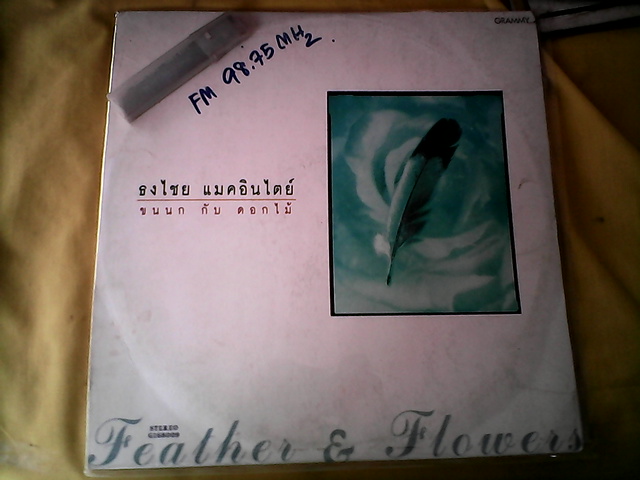 GRAMMY
FM 98.75 MHz
ธงไชย แมคอินไตย์
ขนนก กับ ดอกไม้
STEREO
Feather & Flowers